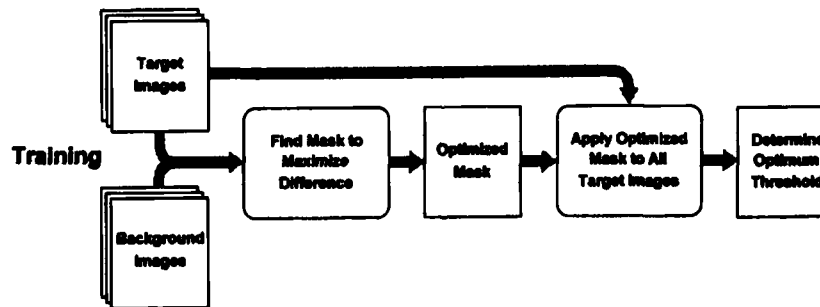 Target
Images
Training
Find Mask to
Maximize
Difference
Optimized
Mask
Apply Optimized
Mask to All
Target Images
Determine
Optimum
Threshold
Background
Images